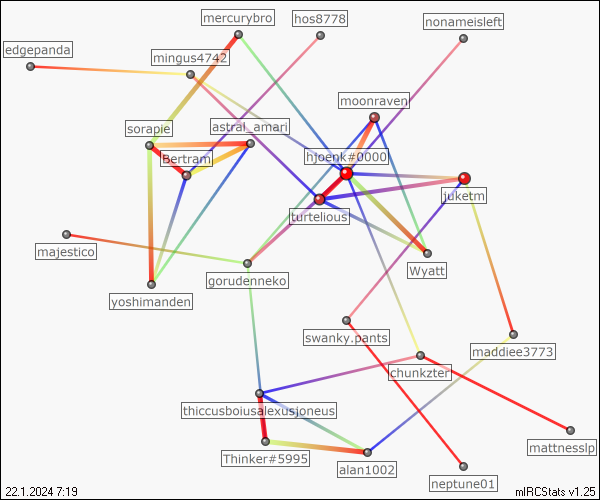 mercurybro
hos8778
nonameisleft
edgepanda
mingus4742
moonraven
sorapie
astral_amari
hjoenk#0000
Bertram
juketm
turtelious
majestico
Wyatt
gorudenneko
yoshimanden
swanky.pants
maddiee3773
chunkzter
thiccusboiusalexusjoneus
mattnesslp
Thinker#5995
alan1002
neptune01
22.1.2024 7:19
mIRCStats v1.25